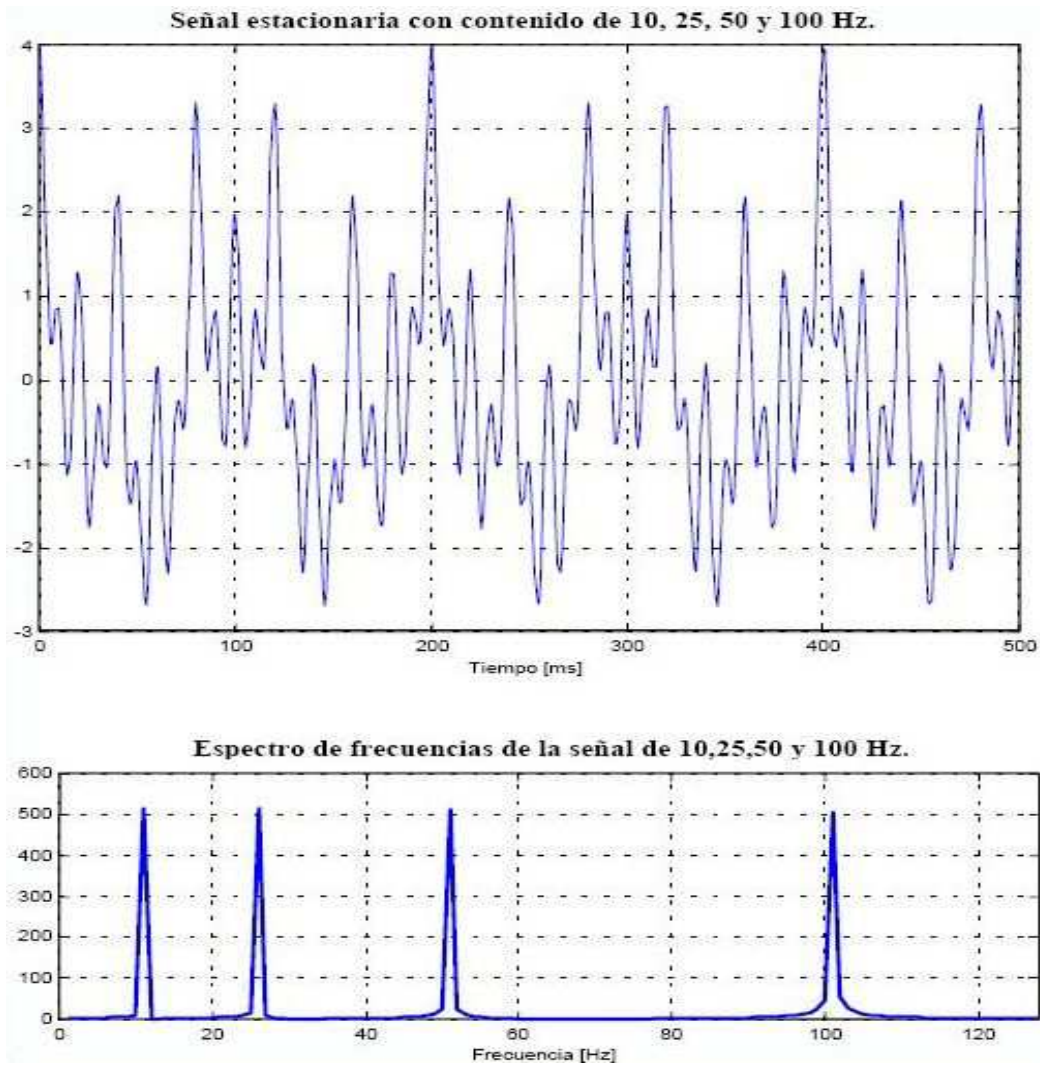 Señal estacionaria con contenido de 10, 25, 50 y 100 Hz.
4
3
2
1
0
-1
-2
-3
0 100 200 300 400 500
Tiempo [ms]
Espectro de frecuencias de la señal de 10,25,50 y 100 Hz.
600
500
400
300
200
100
0
0 20 40 60 80 100 120
Frecuencia [Hz]